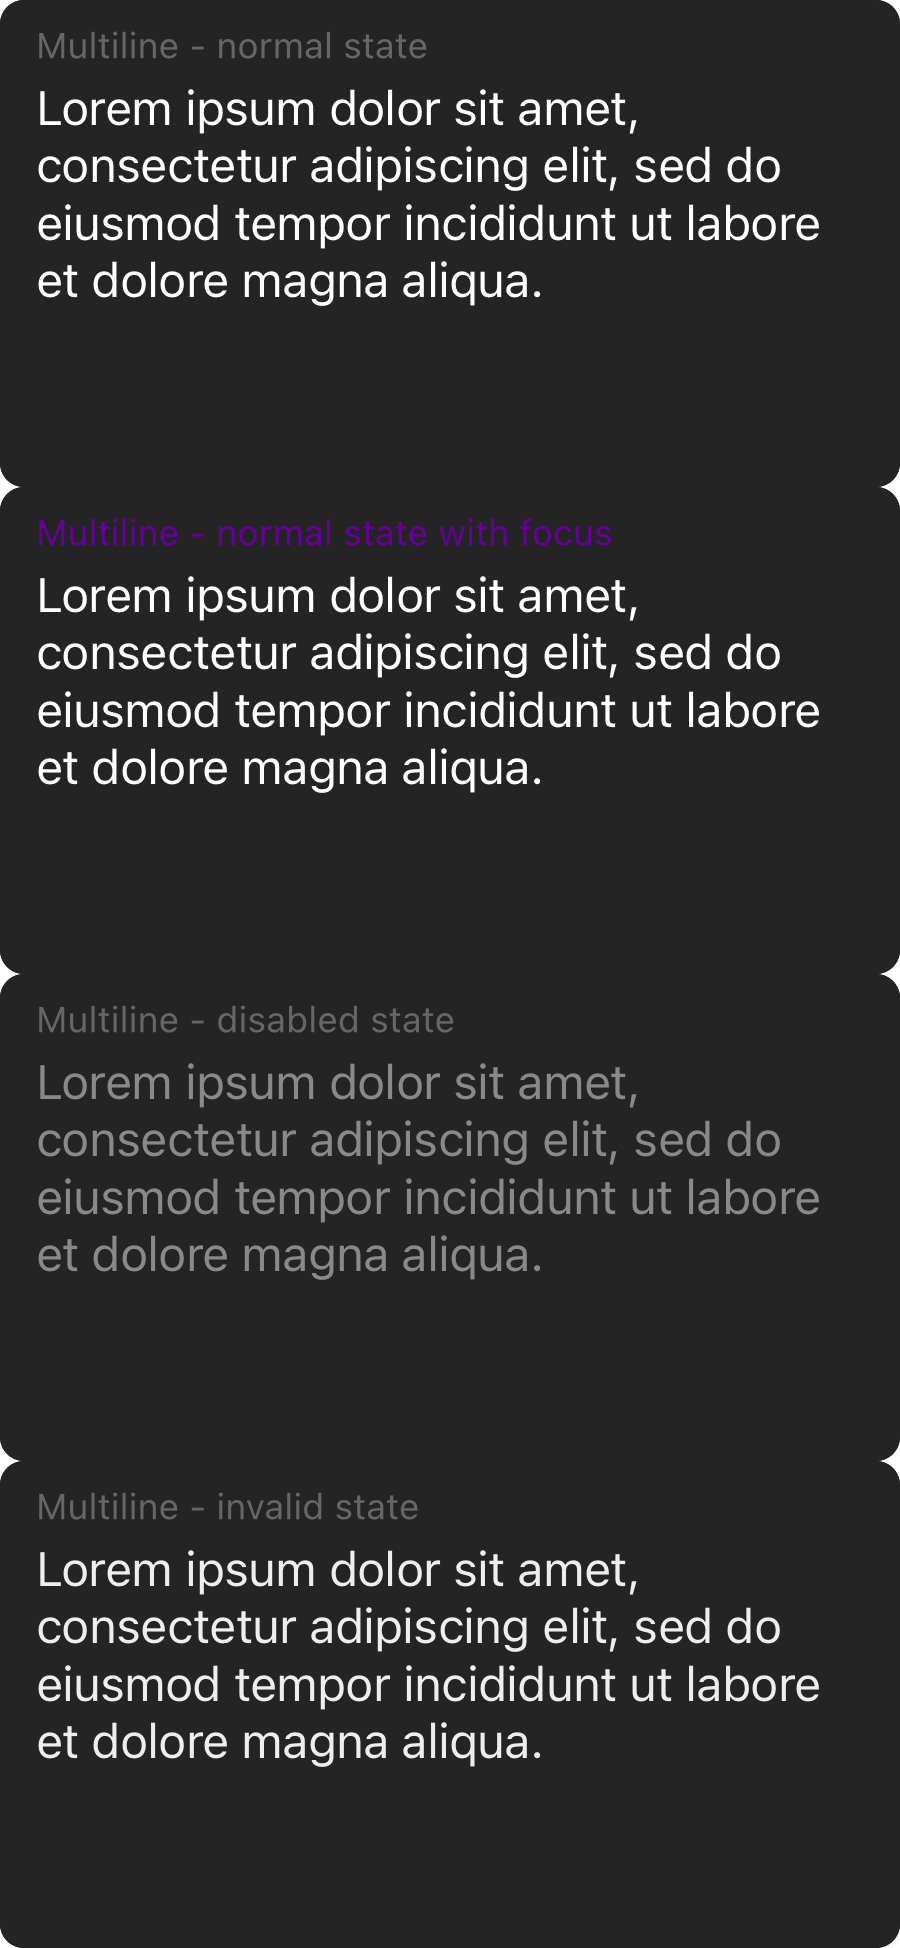 Multiline - normal state
Lorem ipsum dolor sit amet,
consectetur adipiscing elit, sed do
eiusmod tempor incididunt ut labore
et dolore magna aliqua.
Multiline - normal state with focus
Lorem ipsum dolor sit amet,
consectetur adipiscing elit, sed do
eiusmod tempor incididunt ut labore
et dolore magna aliqua.
Multiline - disabled state
Lorem ipsum dolor sit amet,
consectetur adipiscing elit, sed do
eiusmod tempor incididunt ut labore
et dolore magna aliqua.
Multiline - invalid state
Lorem ipsum dolor sit amet,
consectetur adipiscing elit, sed do
eiusmod tempor incididunt ut labore
et dolore magna aliqua.